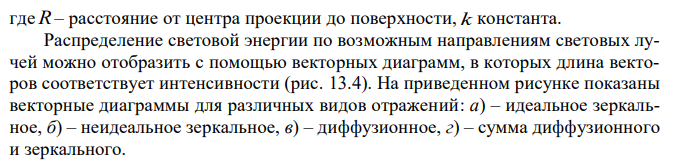 где R – расстояние от центра проекции до поверхности, k константа.
Распределение световой энергии по возможным направлениям световых лу-
чей можно отобразить с помощью векторных диаграмм, в которых длина векто-
ров соответствует интенсивности (рис. 13.4). На приведенном рисунке показаны
векторные диаграммы для различных видов отражений: а) – идеальное зеркаль-
ное, б) – неидеальное зеркальное, в) – диффузионное, г) – сумма диффузионного
и зеркального.